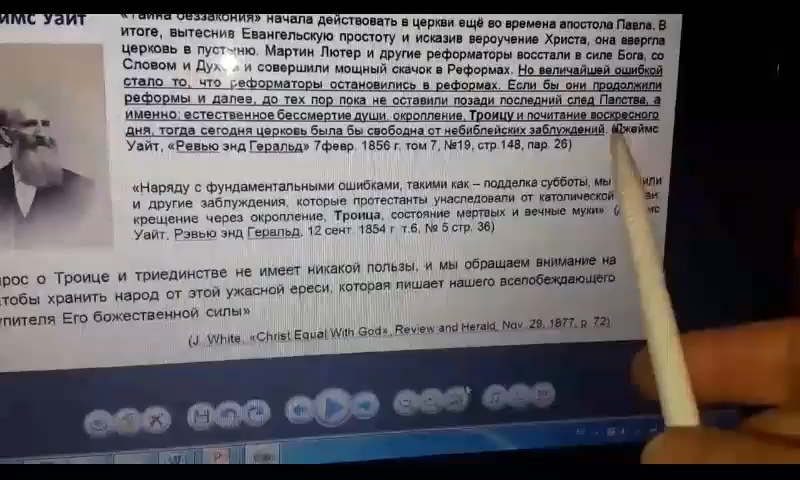 имс Уайт
«Тайна беззакония» начала действовать в церкви ещё во времена апостола Павла. В
итоге, вытеснив Евангельскую простоту и исказив вероучение Христа, она ввергла
церковь в пустыню. Мартин Лютер и другие реформаторы восстали в силе Бога, со
Словом и Духом и совершили мощный скачок в Реформах. Но величайшей ошибкой
стало то, что реформаторы остановились в реформах. Если бы они продолжили
реформы и далее, до тех пор пока не оставили позади последний след Папства, а
именно: естественное бессмертие души, окропление, Троицу и почитание воскресного
дня, тогда сегодня церковь была бы свободна от небиблейских заблуждений. (Джеймс
Уайт, «Ревью энд Геральд» 7февр. 1856 г. том 7, №19, стр.148, пар. 26)
«Наряду с фундаментальными ошибками, такими как – подделка субботы, мы или
и другие заблуждения, которые протестанты унаследовали от католической
крещение через окропление, Троица, состояние мертвых и вечные муки»
Уайт, Рэвью энд Геральд, 12 сент. 1854 г. т.6, № 5 стр. 36)
прос о Троице и триединстве не имеет никакой пользы, и мы обращаем внимание на
чтобы хранить народ от этой ужасной ереси, которая лишает нашего всепобеждающего
упителя Его божественной силы»
(J. White, «Christ Equal With God», Review and Herald, Nov. 29, 1877, p. 72)